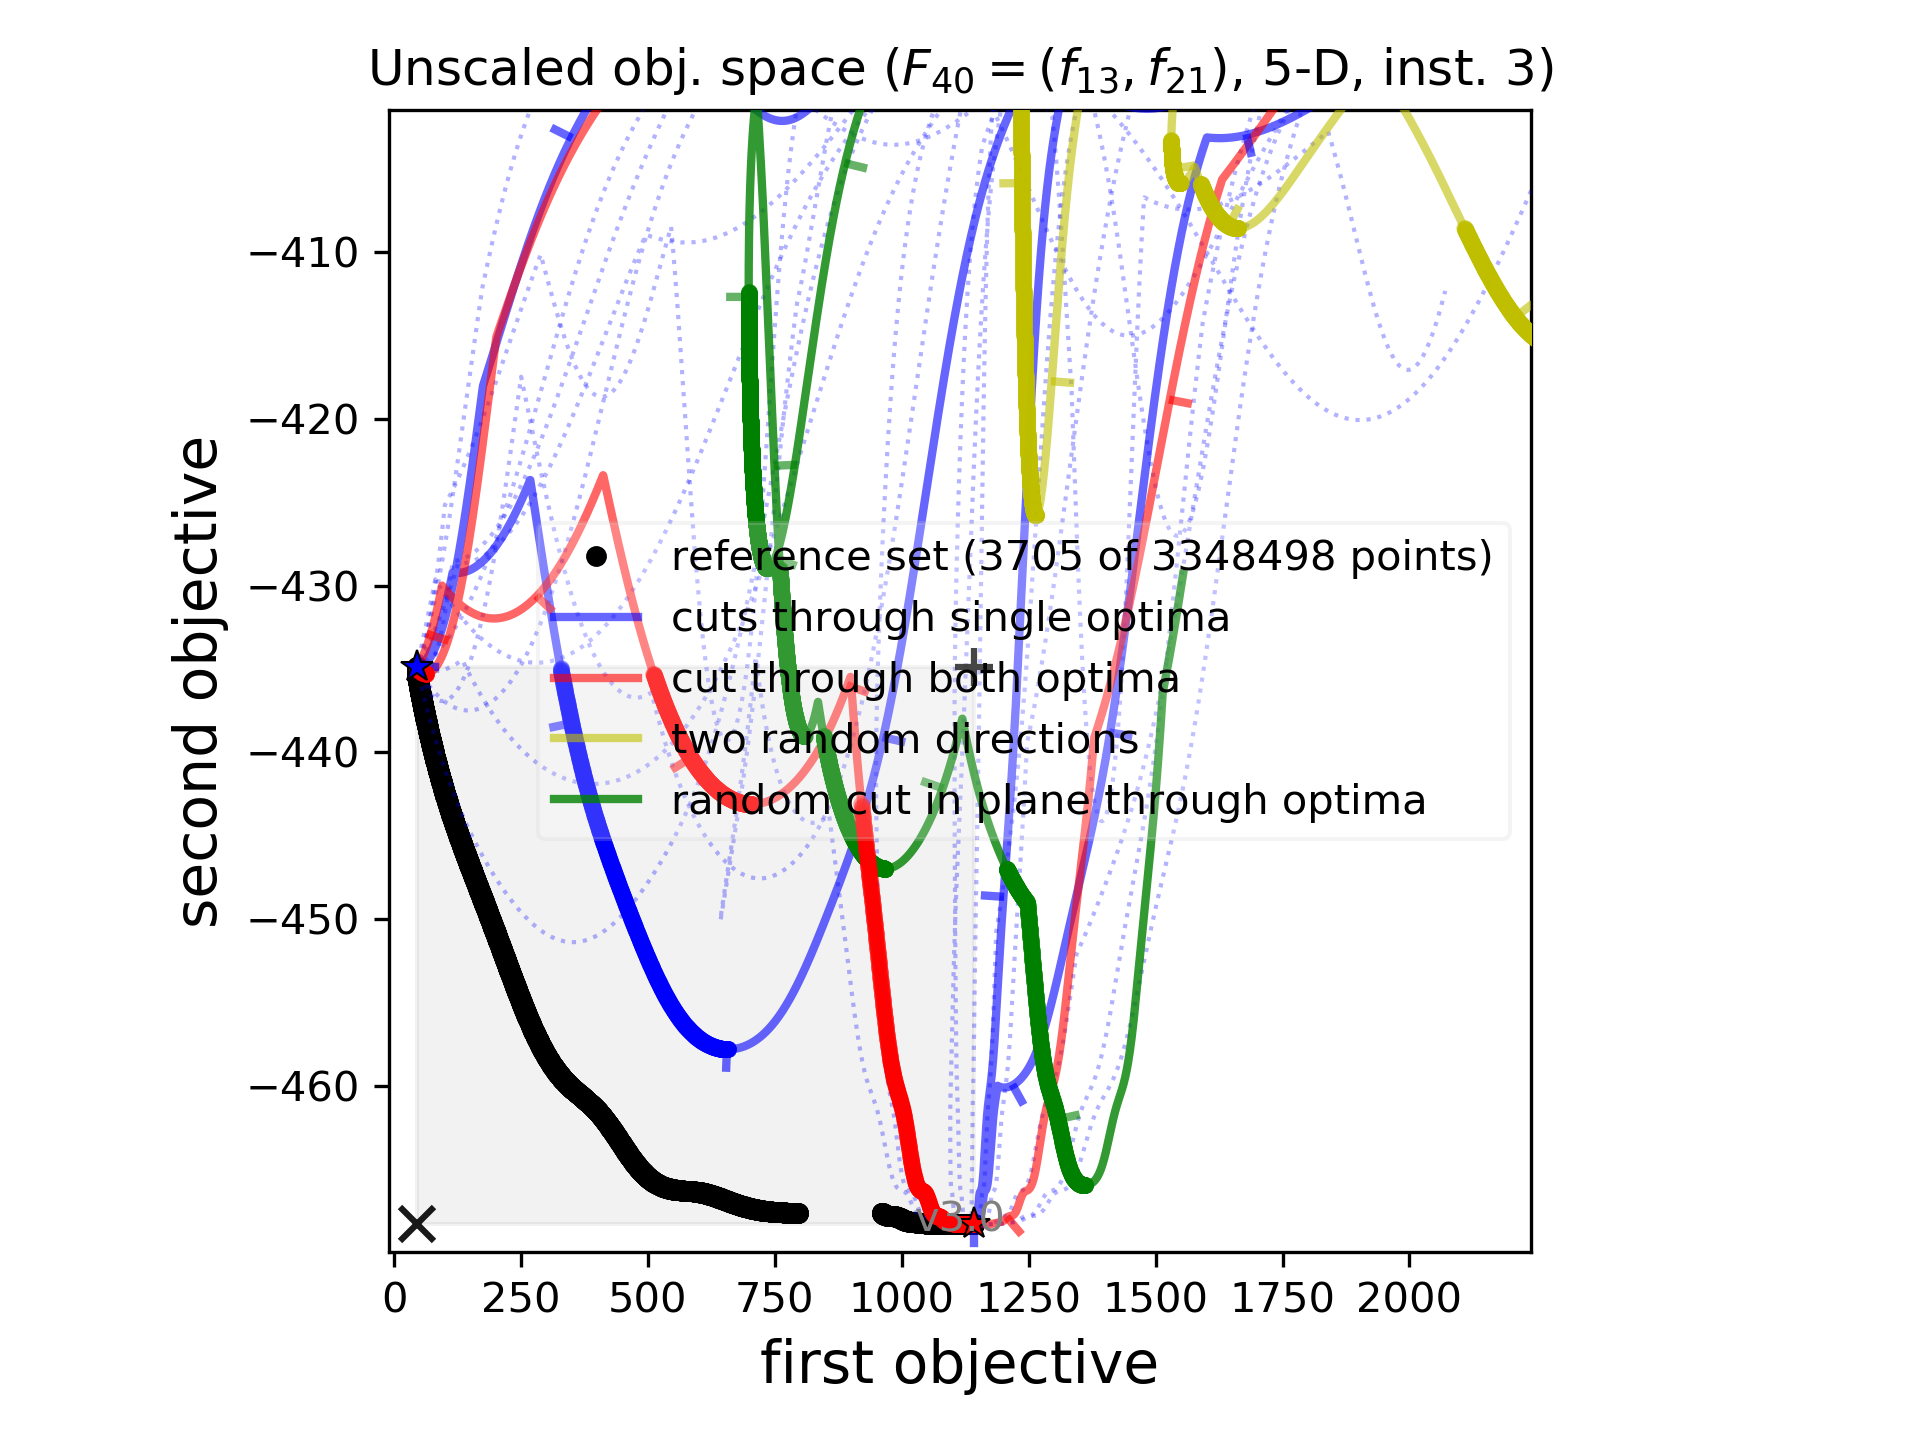 Unscaled obj. space (F₄₀ = (f₁₃, f₂₁), 5-D, inst. 3)
second objective
−410
−420
−430
−440
−450
−460
reference set (3705 of 3348498 points)
cuts through single optima
cut through both optima
two random directions
random cut in plane through optima
v3.0
0 250 500 750 1000 1250 1500 1750 2000
first objective